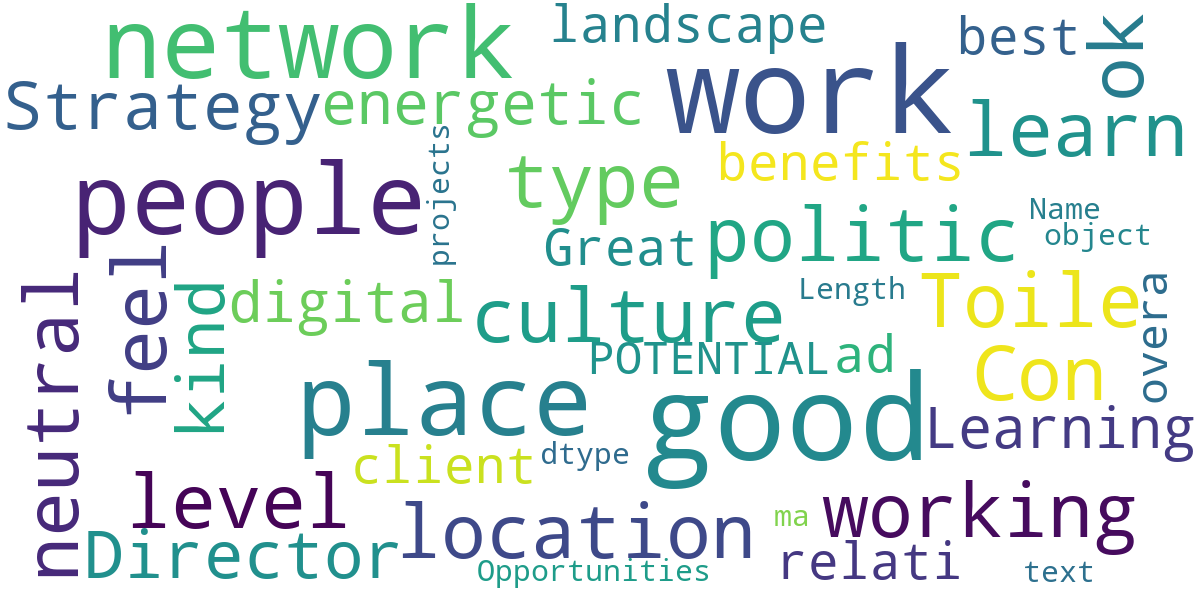 network
landscape
work
best
ok
Strategy
energetic
learn
people
projects
type
benefits
politic
Name
object
Great
neutral
feel
kind
digital
culture
Length
Toile
overa
POTENTIAL
ad
Con
place
good
Learning
client
dtype
level
location
working
Director
ma
relati
Opportunities
text